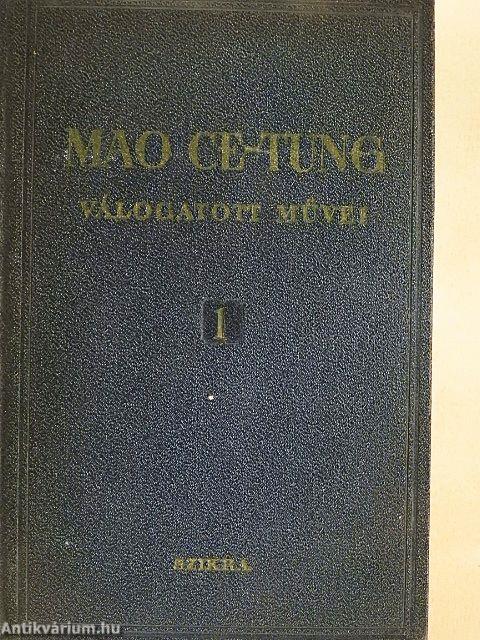 MAO CE-TUNG
VÁLOGATOTT MŰVEI
1
SZIKRA
Antikvárium.hu